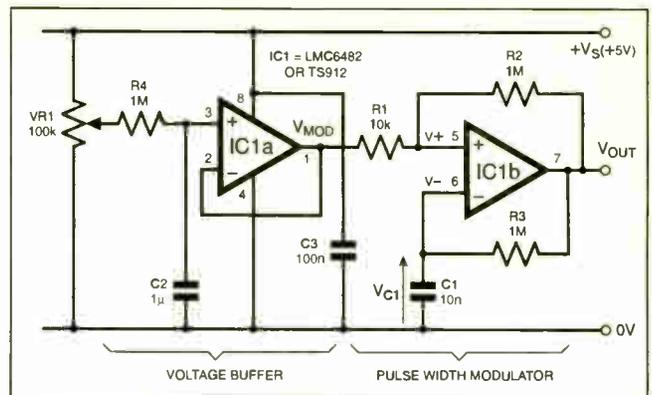 +VS(+5V)
IC1 = LMC6482
OR TS912
R2
1M
R4
1M
VR1
100k
8
3
+
IC1a
VMOD
R1
10k
V+
5
+
IC1b
7
VOUT
2
−
1
V−
6
−
4
R3
1M
C3
100n
C2
1μ
VC1
C1
10n
0V
VOLTAGE BUFFER
PULSE WIDTH MODULATOR